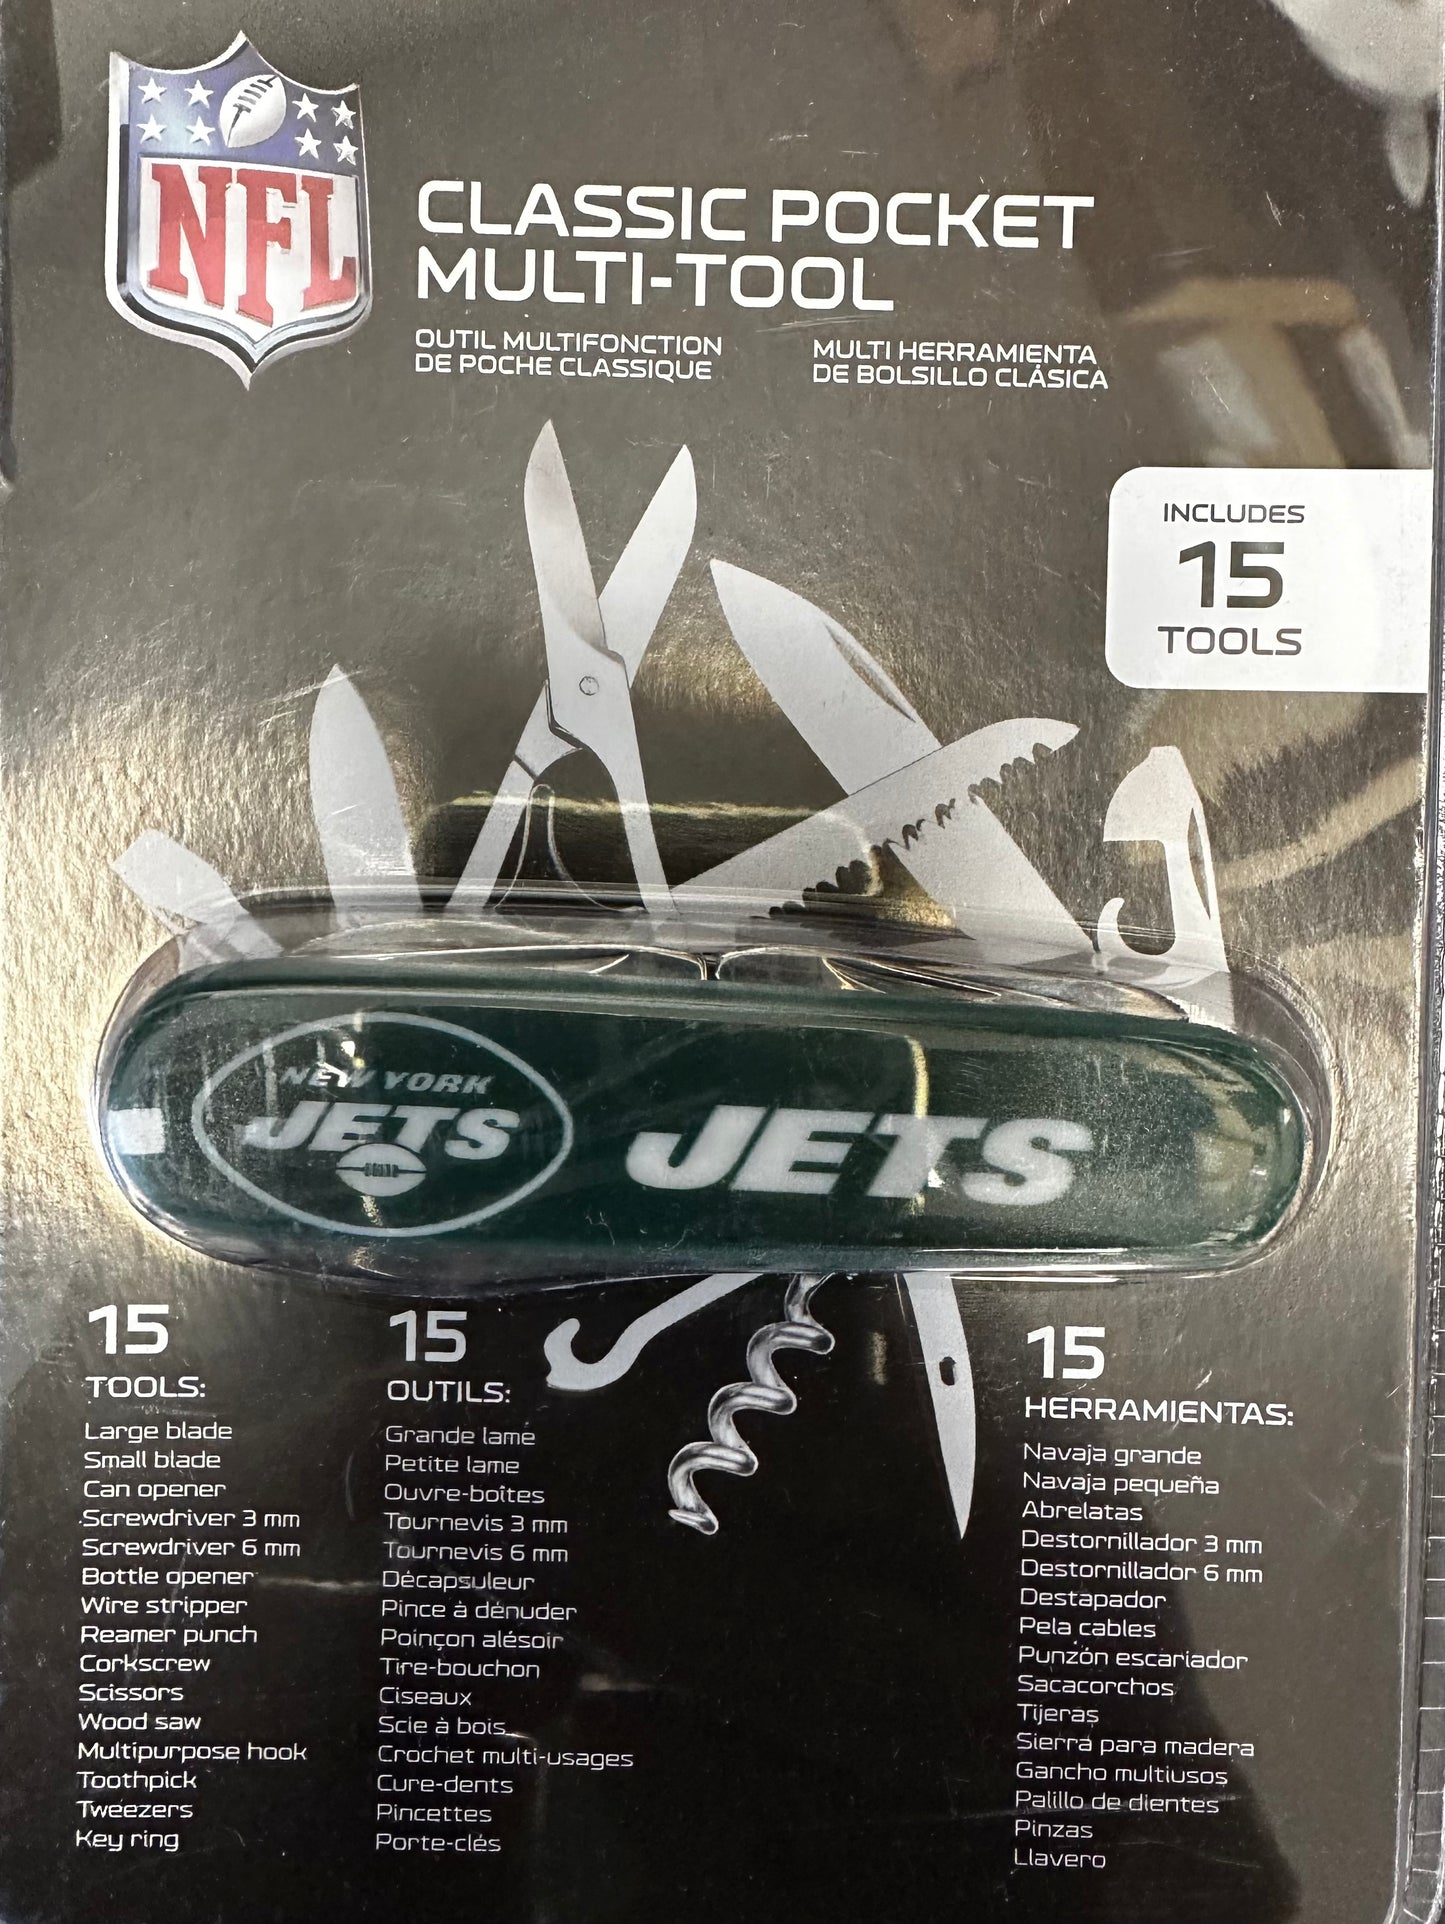 NFL
CLASSIC POCKET
MULTI-TOOL
OUTIL MULTIFONCTION
DE POCHE CLASSIQUE
MULTI HERRAMIENTA
DE BOLSILLO CLÁSICA
INCLUDES
15
TOOLS
NEW YORK
JETS
JETS
15
TOOLS:
Large blade
Small blade
Can opener
Screwdriver 3 mm
Screwdriver 6 mm
Bottle opener
Wire stripper
Reamer punch
Corkscrew
Scissors
Wood saw
Multipurpose hook
Toothpick
Tweezers
Key ring
15
OUTILS:
Grande lame
Petite lame
Ouvre-boîtes
Tournevis 3 mm
Tournevis 6 mm
Décapsuleur
Pince à dénuder
Poinçon alésoir
Tire-bouchon
Ciseaux
Scie à bois
Crochet multi-usages
Cure-dents
Pincettes
Porte-clés
15
HERRAMIENTAS:
Navaja grande
Navaja pequeña
Abrelatas
Destornillador 3 mm
Destornillador 6 mm
Destapador
Pela cables
Punzón escariador
Sacacorchos
Tijeras
Sierra para madera
Gancho multiusos
Palillo de dientes
Pinzas
Llavero